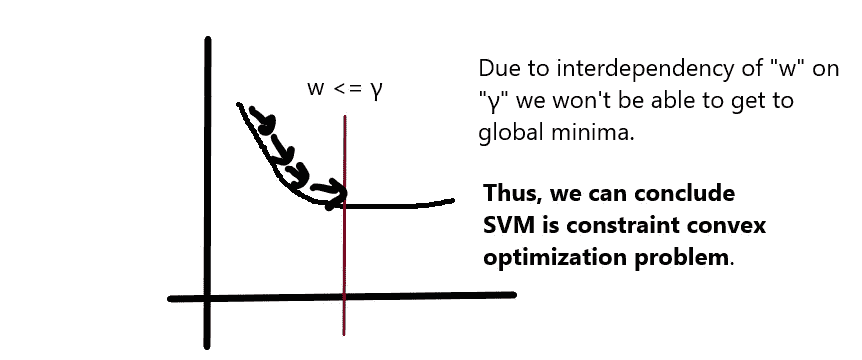 w <= γ
Due to interdependency of "w" on
"γ" we won't be able to get to
global minima.
Thus, we can conclude
SVM is constraint convex
optimization problem.